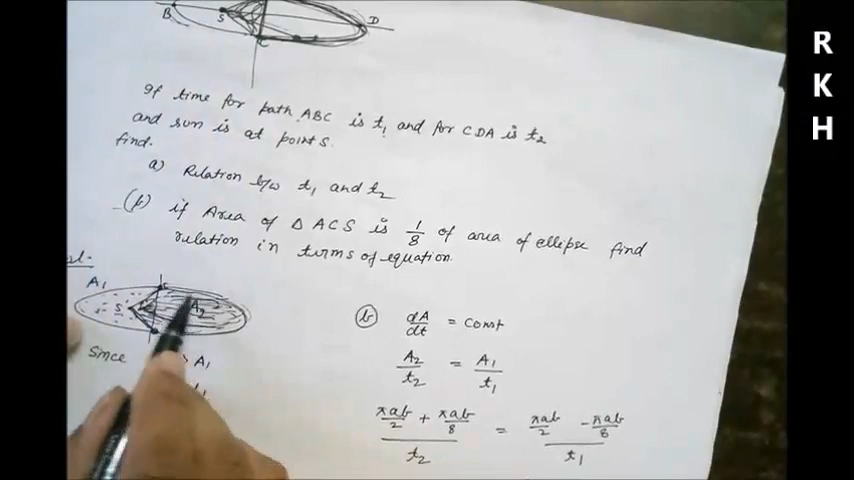 B
S
C
D
R
K
H
If time for path ABC is t1 and for CDA is t2
and sun is at point S.
find.
a) Relation b/w t1 and t2
(b) if Area of Δ ACS is 1/8 of area of ellipse find
relation in terms of equation.
A1
S
A2
Since
A1
(b) dA/dt = const
A2/t2 = A1/t1
(πab/2 + πab/8)/t2 = (πab/2 - πab/8)/t1